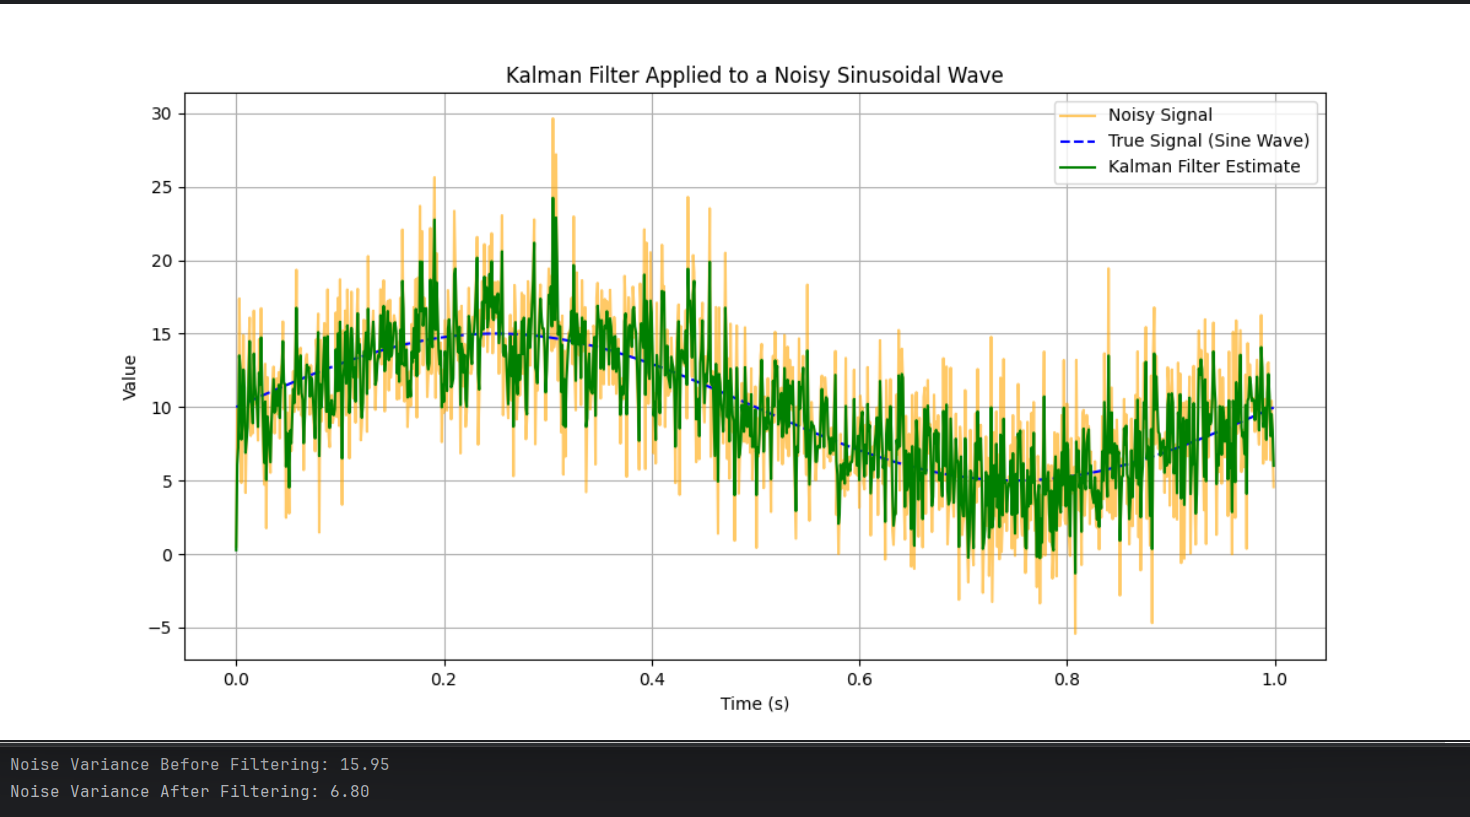 Kalman Filter Applied to a Noisy Sinusoidal Wave
30
25
20
15
10
5
0
−5
Value
Noisy Signal
True Signal (Sine Wave)
Kalman Filter Estimate
0.0 0.2 0.4 0.6 0.8 1.0
Time (s)
Noise Variance Before Filtering: 15.95
Noise Variance After Filtering: 6.80